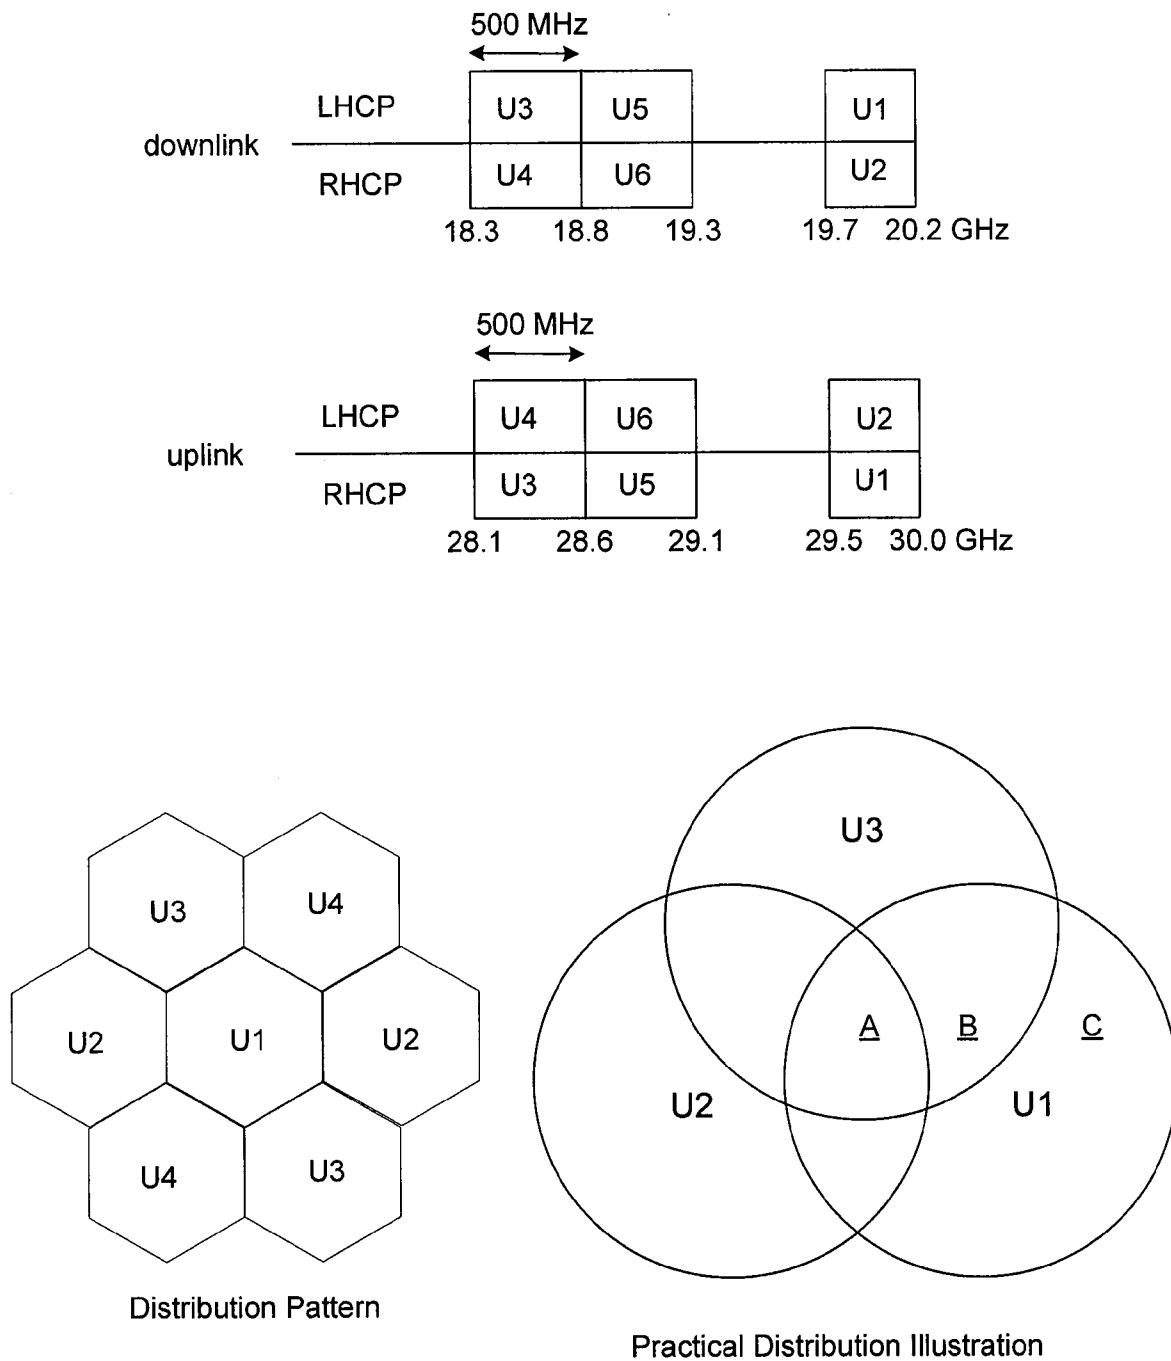 500 MHz
LHCP U3 U5 U1
downlink
RHCP U4 U6 U2
18.3 18.8 19.3 19.7 20.2 GHz
500 MHz
LHCP U4 U6 U2
uplink
RHCP U3 U5 U1
28.1 28.6 29.1 29.5 30.0 GHz
U3 U4
U2 U1 U2
U4 U3
Distribution Pattern
U3
A B C
U2 U1
Practical Distribution Illustration